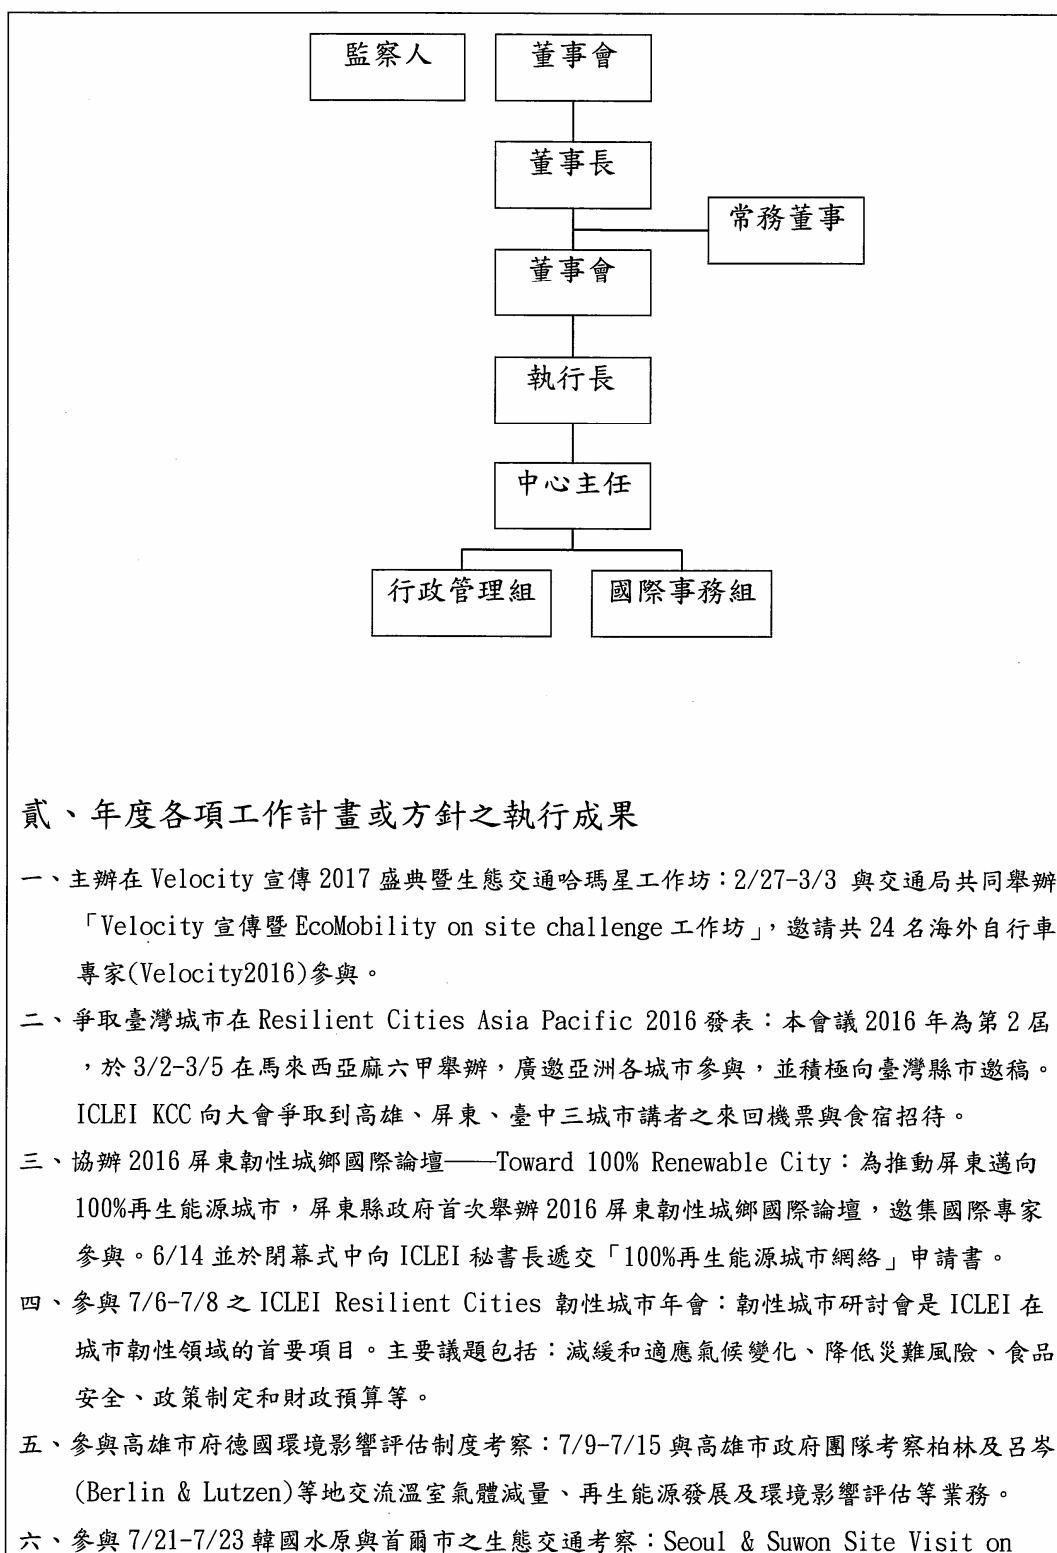 監察人
董事會
董事長
常務董事
董事會
執行長
中心主任
行政管理組
國際事務組
貳、年度各項工作計畫或方針之執行成果
一、主辦在 Velocity 宣傳 2017 盛典暨生態交通哈瑪星工作坊：2/27-3/3 與交通局共同舉辦
「Velocity 宣傳暨 EcoMobility on site challenge 工作坊」，邀請共 24 名海外自行車
專家(Velocity2016)參與。
二、爭取臺灣城市在 Resilient Cities Asia Pacific 2016 發表：本會議 2016 年為第 2 屆
，於 3/2-3/5 在馬來西亞麻六甲舉辦，廣邀亞洲各城市參與，並積極向臺灣縣市邀稿。
ICLEI KCC 向大會爭取到高雄、屏東、臺中三城市講者之來回機票與食宿招待。
三、協辦 2016 屏東韌性城鄉國際論壇——Toward 100% Renewable City：為推動屏東邁向
100%再生能源城市，屏東縣政府首次舉辦 2016 屏東韌性城鄉國際論壇，邀集國際專家
參與。6/14 並於閉幕式中向 ICLEI 秘書長遞交「100%再生能源城市網絡」申請書。
四、參與 7/6-7/8 之 ICLEI Resilient Cities 韌性城市年會：韌性城市研討會是 ICLEI 在
城市韌性領域的首要項目。主要議題包括：減緩和適應氣候變化、降低災難風險、食品
安全、政策制定和財政預算等。
五、參與高雄市府德國環境影響評估制度考察：7/9-7/15 與高雄市政府團隊考察柏林及呂岑
(Berlin & Lutzen)等地交流溫室氣體減量、再生能源發展及環境影響評估等業務。
六、參與 7/21-7/23 韓國水原與首爾市之生態交通考察：Seoul & Suwon Site Visit on